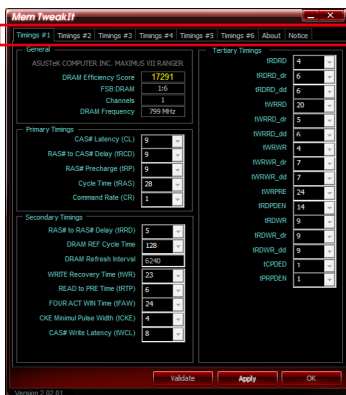 Mem TweakIt
Timings #1 Timings #2 Timings #3 Timings #4 Timings #5 Timings #6 About Notice
General
ASUSTeK COMPUTER INC. MAXIMUS VII RANGER
DRAM Efficiency Score 17291
FSB:DRAM 1:6
Channels 1
DRAM Frequency 799 MHz
Primary Timings
CAS# Latency (CL) 9
RAS# to CAS# Delay (tRCD) 9
RAS# Precharge (tRP) 9
Cycle Time (tRAS) 28
Command Rate (CR) 1
Secondary Timings
RAS# to RAS# Delay (tRRD) 5
DRAM REF Cycle Time 128
DRAM Refresh Interval 6240
WRITE Recovery Time (tWR) 23
READ to PRE Time (tRTP) 6
FOUR ACT WIN Time (tFAW) 24
CKE Minimul Pulse Width (tCKE) 4
CAS# Write Latency (tWCL) 8
Tertiary Timings
tRDRD 4
tRDRD_dr 6
tRDRD_dd 6
tWRRD 20
tWRRD_dr 5
tWRRD_dd 6
tWRWR 4
tWRWR_dr 7
tWRWR_dd 7
tWRPRE 24
tRDPDEN 14
tRDWR 9
tRDWR_dr 9
tRDWR_dd 9
tCPDED 1
tPRPDEN 1
Validate Apply OK
Version 2.02.01